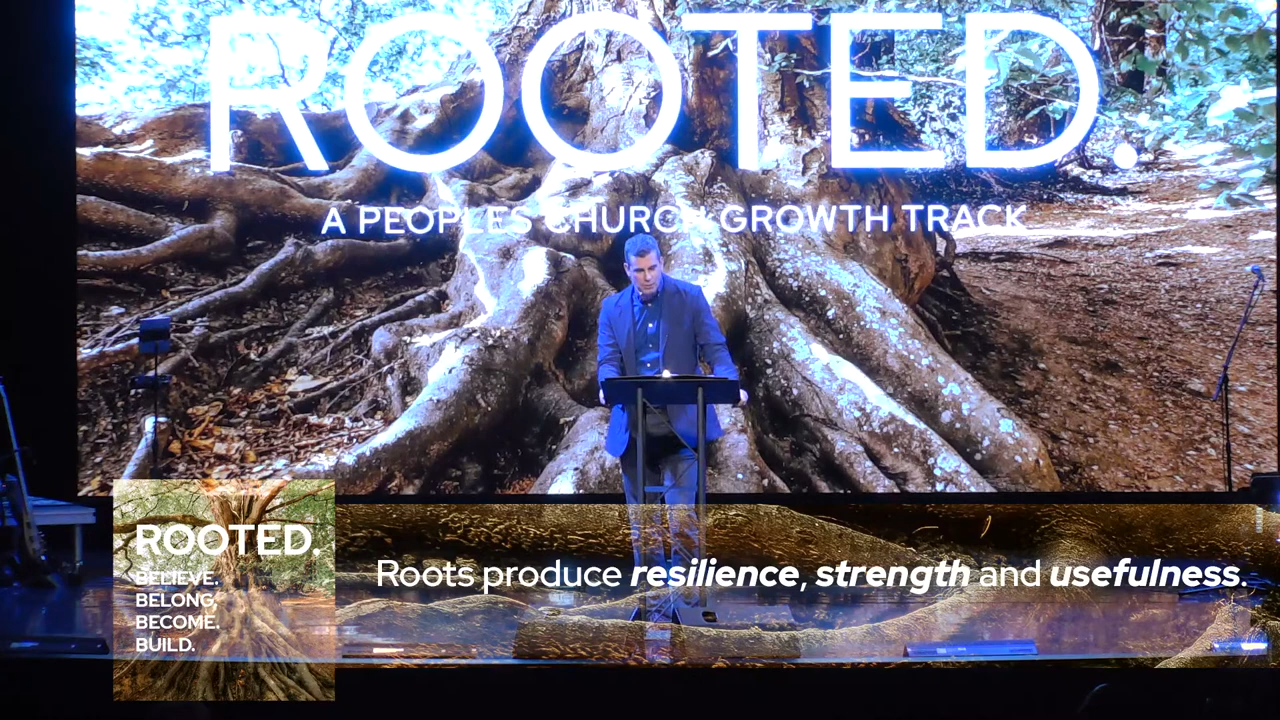 ROOTED.
A PEOPLES CHURCH GROWTH TRACK
ROOTED.
BELIEVE.
BELONG,
BECOME.
BUILD.
Roots produce resilience, strength and usefulness.